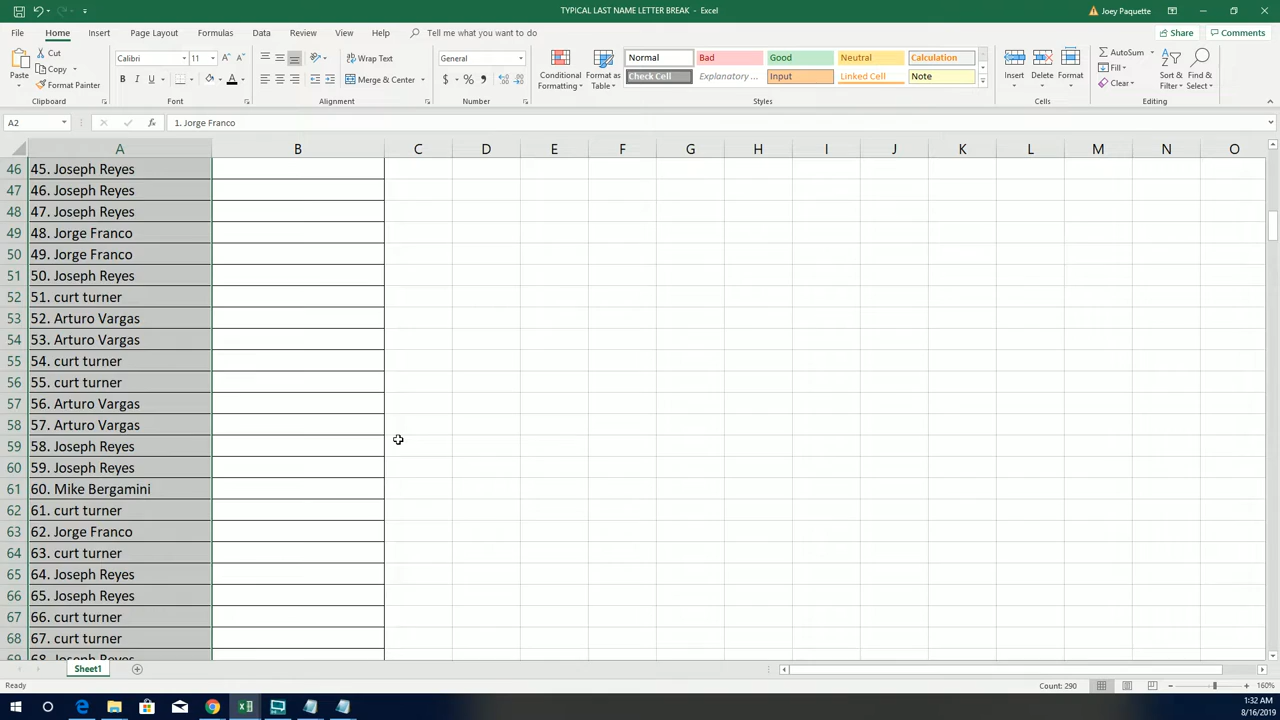 TYPICAL LAST NAME LETTER BREAK - Excel
Joey Paquette
File Home Insert Page Layout Formulas Data Review View Help Tell me what you want to do
Share Comments
Paste
Cut
Copy
Format Painter
Clipboard
Calibri 11
B I U
Font
Wrap Text
Merge & Center
Alignment
General
$ % ,
Number
Conditional Formatting
Format as Table
Normal Bad Good Neutral Calculation
Check Cell Explanatory ... Input Linked Cell Note
Styles
Insert Delete Format
Cells
AutoSum
Fill
Clear
Sort & Filter
Find & Select
Editing
A2 fx 1. Jorge Franco
A B C D E F G H I J K L M N O
46 45. Joseph Reyes
47 46. Joseph Reyes
48 47. Joseph Reyes
49 48. Jorge Franco
50 49. Jorge Franco
51 50. Joseph Reyes
52 51. curt turner
53 52. Arturo Vargas
54 53. Arturo Vargas
55 54. curt turner
56 55. curt turner
57 56. Arturo Vargas
58 57. Arturo Vargas
59 58. Joseph Reyes
60 59. Joseph Reyes
61 60. Mike Bergamini
62 61. curt turner
63 62. Jorge Franco
64 63. curt turner
65 64. Joseph Reyes
66 65. Joseph Reyes
67 66. curt turner
68 67. curt turner
69 68. Joseph Reyes
Sheet1
Ready
Count: 290
160%
1:32 AM
8/16/2019